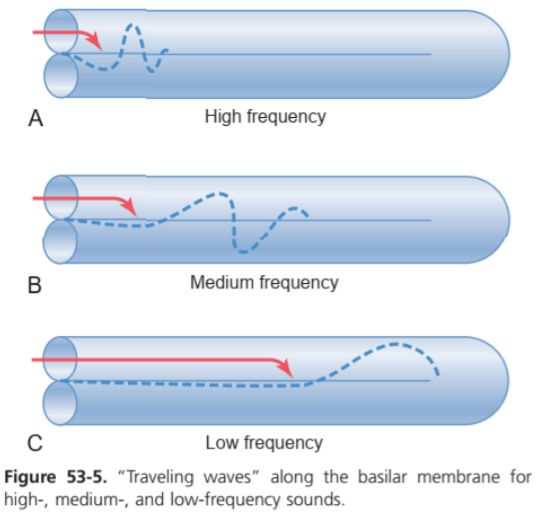 A
High frequency
B
Medium frequency
C
Low frequency
Figure 53-5. “Traveling waves” along the basilar membrane for
high-, medium-, and low-frequency sounds.